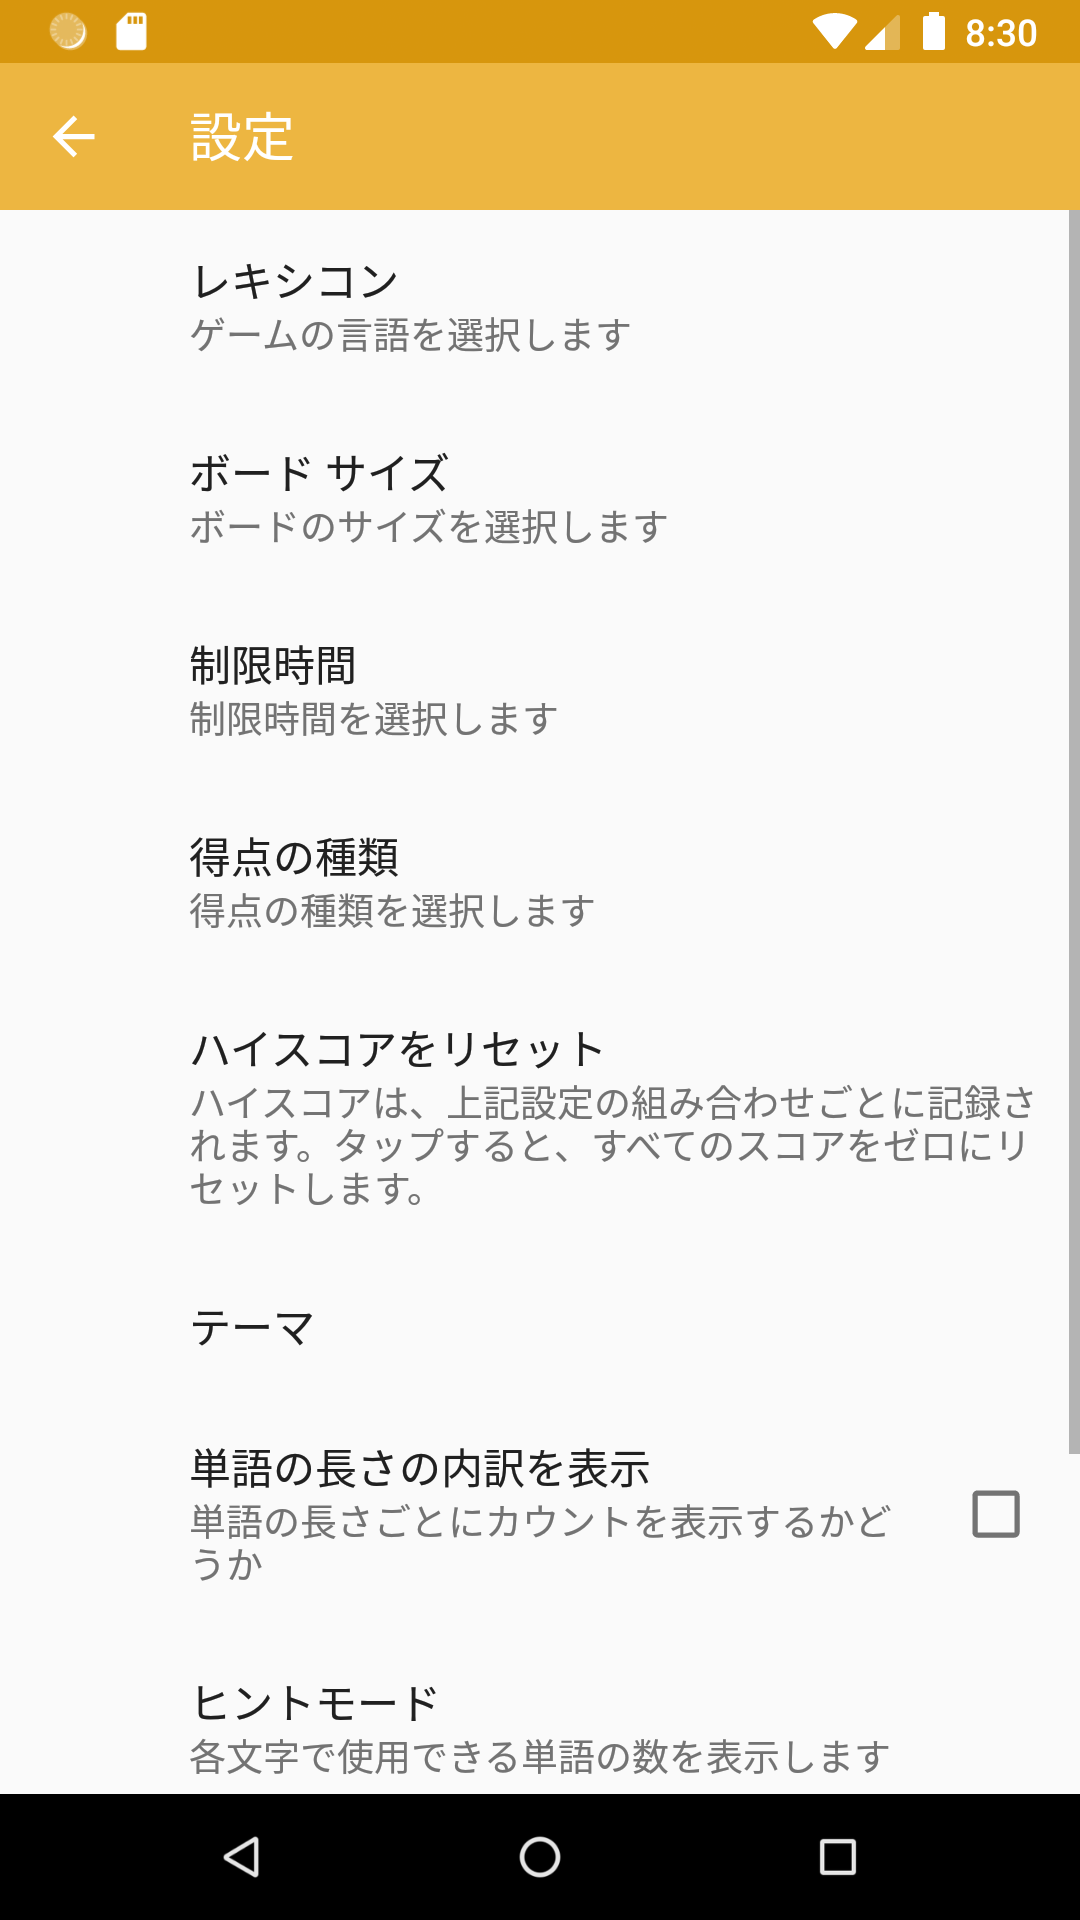 8:30
設定
レキシコン
ゲームの言語を選択します
ボード サイズ
ボードのサイズを選択します
制限時間
制限時間を選択します
得点の種類
得点の種類を選択します
ハイスコアをリセット
ハイスコアは、上記設定の組み合わせごとに記録さ
れます。タップすると、すべてのスコアをゼロにリ
セットします。
テーマ
単語の長さの内訳を表示
単語の長さごとにカウントを表示するかど
うか
ヒントモード
各文字で使用できる単語の数を表示します